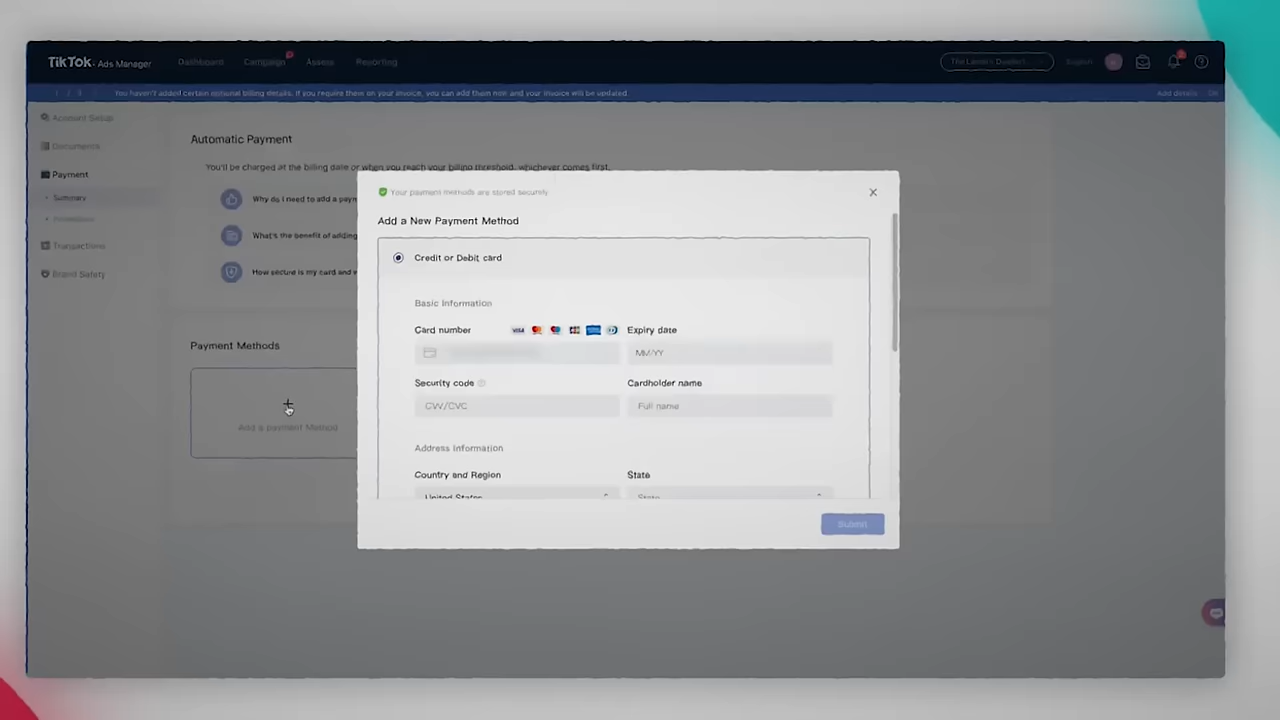 TikTok: Ads Manager Dashboard Campaign Assets Reporting English
You haven't added certain optional billing details. If you require them on your invoice, you can add them now and your invoice will be updated. Add details OK
Account Setup
Documents
Payment
Summary
Transactions
Brand Safety
Automatic Payment
You'll be charged at the billing date or when you reach your billing threshold, whichever comes first.
Why do I need to add a paym
What's the benefit of adding
How secure is my card and
Payment Methods
Add a payment Method
Your payment methods are stored securely
Add a New Payment Method
Credit or Debit card
Basic Information
Card number VISA Expiry date
MM/YY
Security code Cardholder name
CVV/CVC Full name
Address Information
Country and Region State
United States State
Submit